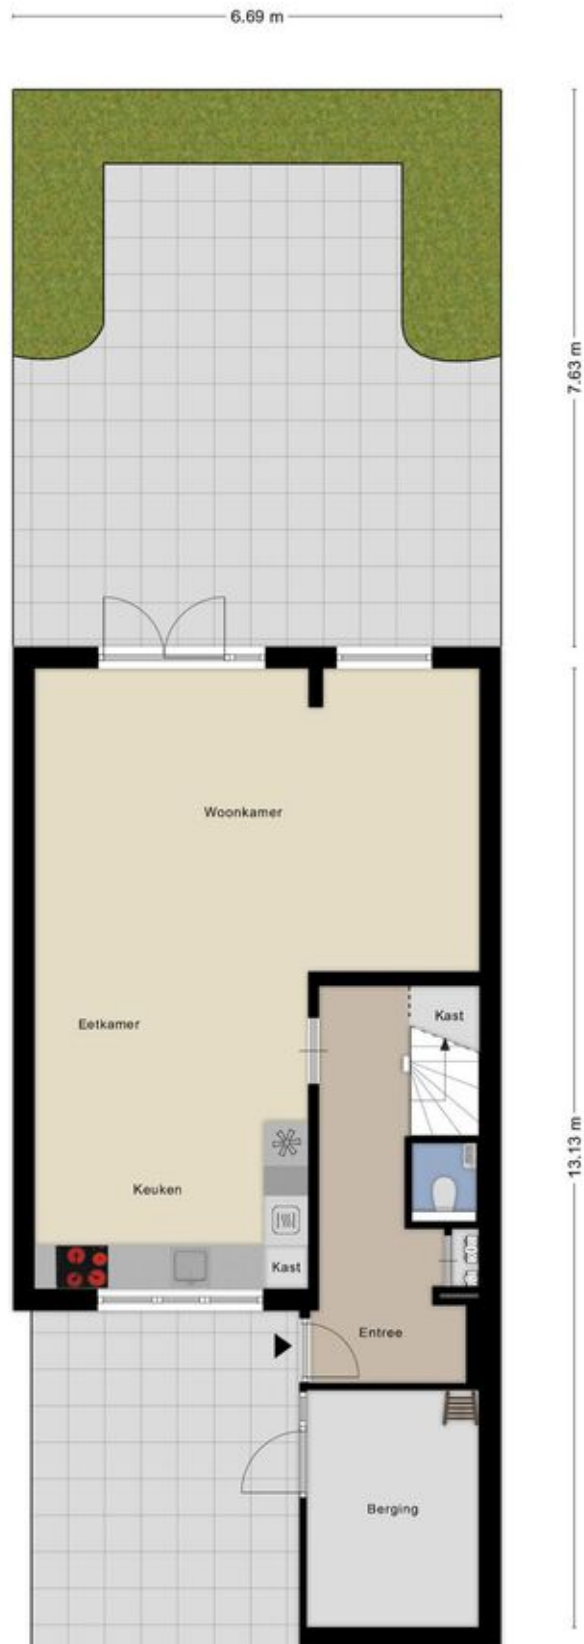 6.69 m
7.63 m
Woonkamer
Kast
Eetkamer
13.13 m
Keuken
Kast
Entree
Berging